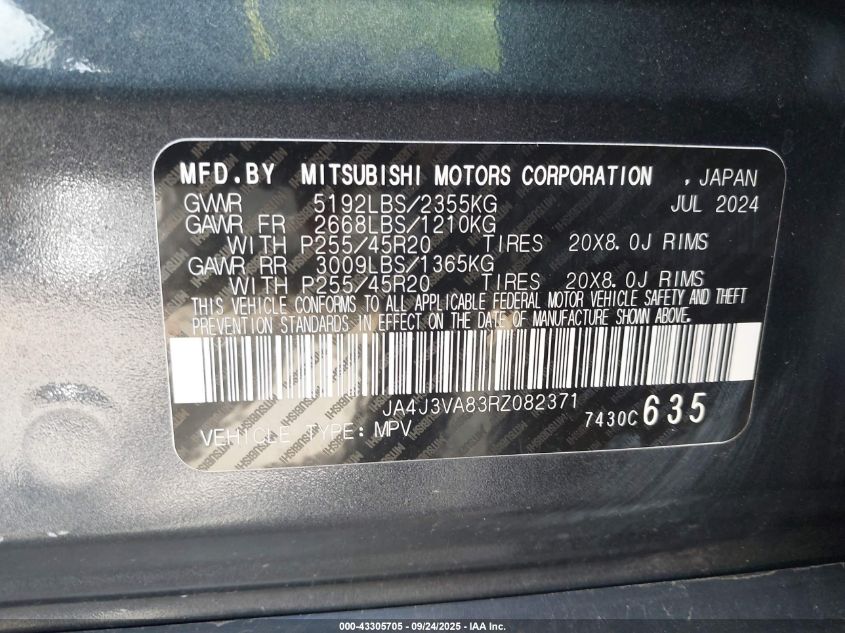 MFD.BY MITSUBISHI MOTORS CORPORATION , JAPAN
GVWR 5192LBS/2355KG JUL 2024
GAWR FR 2668LBS/1210KG
WITH P255/45R20 TIRES 20X8.0J RIMS
GAWR RR 3009LBS/1365KG
WITH P255/45R20 TIRES 20X8.0J RIMS
THIS VEHICLE CONFORMS TO ALL APPLICABLE FEDERAL MOTOR VEHICLE SAFETY AND THEFT
PREVENTION STANDARDS IN EFFECT ON THE DATE OF MANUFACTURE SHOWN ABOVE.
JA4J3VA83RZ082371
7430C 635
VEHICLE TYPE: MPV
000-43305705 - 09/24/2025 - IAA Inc.